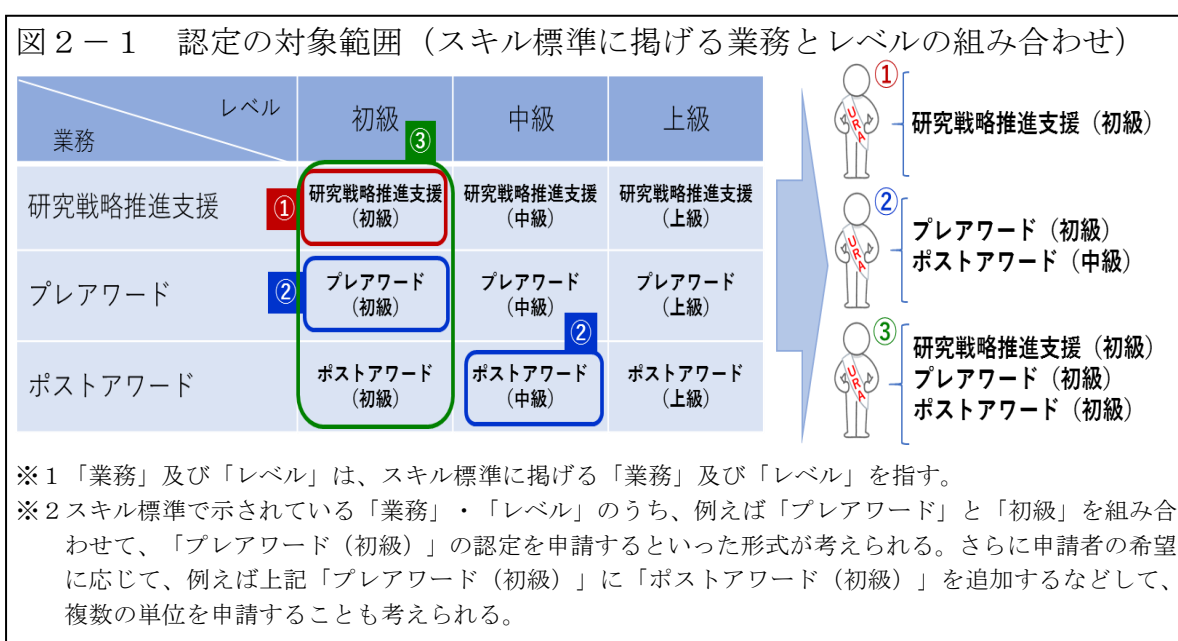 図2-1 認定の対象範囲(スキル標準に掲げる業務とレベルの組み合わせ)
レベル
業務
初級
中級
上級
③
研究戦略推進支援
①
研究戦略推進支援
(初級)
研究戦略推進支援
(中級)
研究戦略推進支援
(上級)
プレアワード
②
プレアワード
(初級)
プレアワード
(中級)
プレアワード
(上級)
②
ポストアワード
ポストアワード
(初級)
ポストアワード
(中級)
ポストアワード
(上級)
①
URA
研究戦略推進支援(初級)
②
URA
プレアワード(初級)
ポストアワード(中級)
③
URA
研究戦略推進支援(初級)
プレアワード(初級)
ポストアワード(初級)
※1「業務」及び「レベル」は、スキル標準に掲げる「業務」及び「レベル」を指す。
※2スキル標準で示されている「業務」・「レベル」のうち、例えば「プレアワード」と「初級」を組み合
わせて、「プレアワード(初級)」の認定を申請するといった形式が考えられる。さらに申請者の希望
に応じて、例えば上記「プレアワード(初級)」に「ポストアワード(初級)」を追加するなどして、
複数の単位を申請することも考えられる。